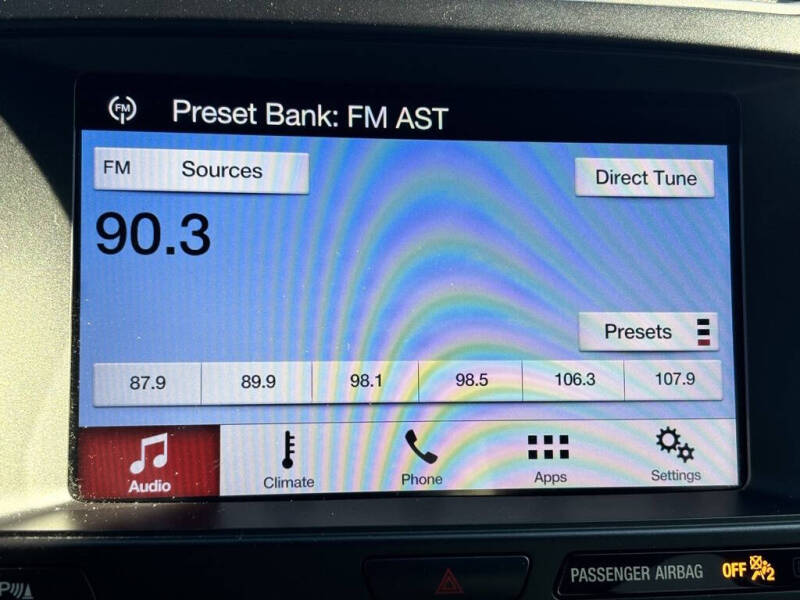 FM Preset Bank: FM AST
FM Sources Direct Tune
90.3
Presets
87.9 89.9 98.1 98.5 106.3 107.9
Audio Climate Phone Apps Settings
P PASSENGER AIRBAG OFF 2